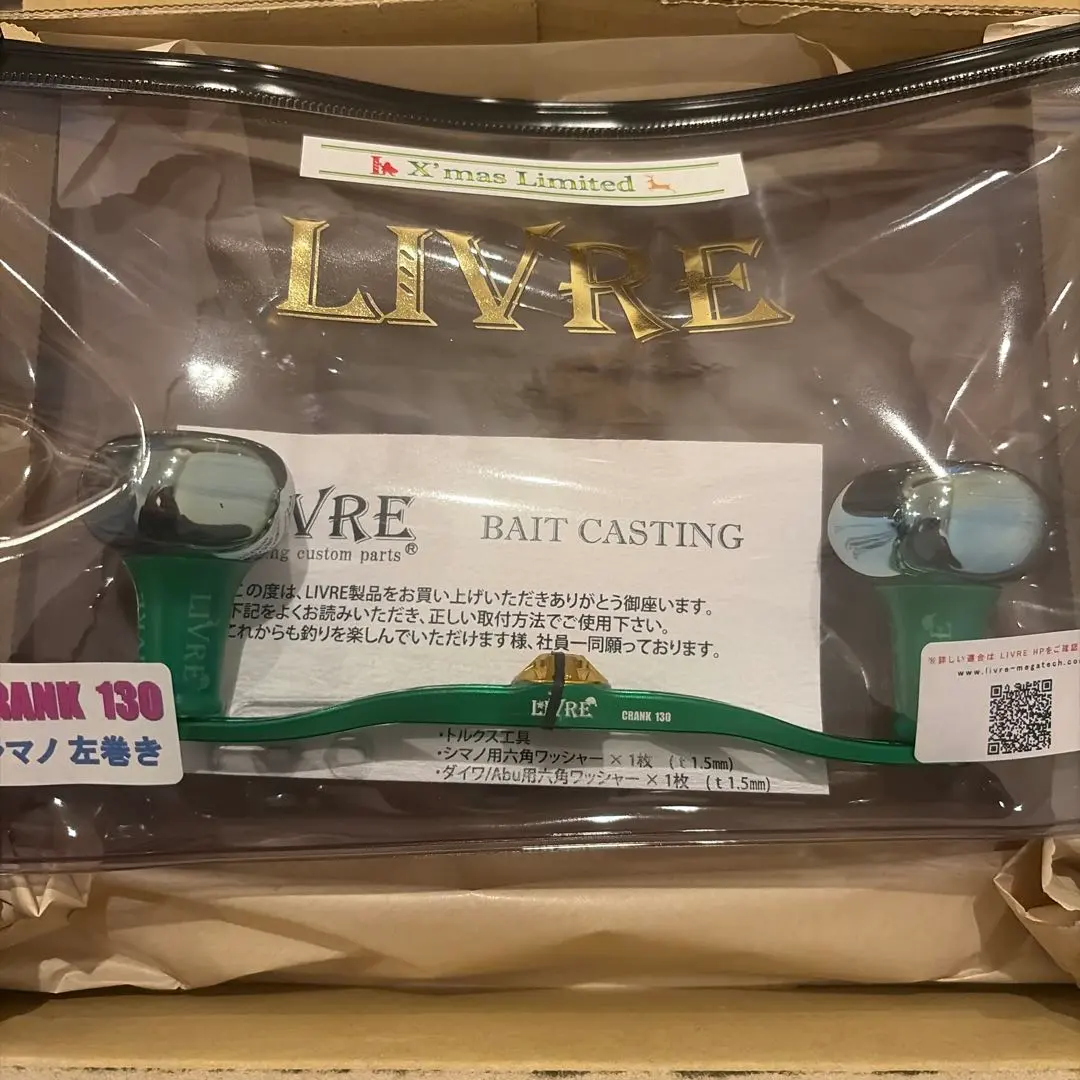 X'mas Limited
LIVRE
VRE
ng custom parts®
BAIT CASTING
この度は、LIVRE製品をお買い上げいただきありがとう御座います。
下記をよくお読みいただき、正しい取付方法でご使用下さい。
これからも釣りを楽しんでいただけます様、社員一同願っております。
LIVRE
LIVRE
CRANK 130
RANK 130
マノ 左巻き
・トルクス工具
・シマノ用六角ワッシャー × 1枚 (t 1.5㎜)
・ダイワ/Abu用六角ワッシャー × 1枚 (t 1.5㎜)
※詳しい適合は LIVRE HPをご確認
www.livre-megatech.co